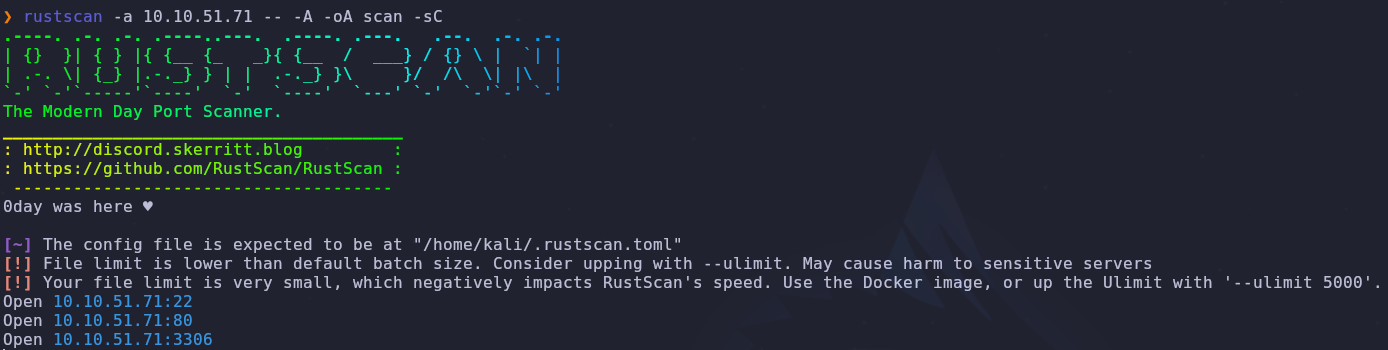 ❯ rustscan -a 10.10.51.71 -- -A -oA scan -sC
.----. .-. .-. .----..---.  .----. .---.   .--.  .-. .-.
| {}  }| { } |{ {__ {_   _}{ {__  /  ___} / {} \ |  `| |
| .-. \| {_} |.-._} } | |  .-._} }\     }/  /\  \| |\  |
`-' `-'`-----'`----'  `-'  `----'  `---' `-'  `-'`-' `-'
The Modern Day Port Scanner.
________________________________________
: http://discord.skerritt.blog         :
: https://github.com/RustScan/RustScan :
 --------------------------------------
0day was here ♥
[~] The config file is expected to be at "/home/kali/.rustscan.toml"
[!] File limit is lower than default batch size. Consider upping with --ulimit. May cause harm to sensitive servers
[!] Your file limit is very small, which negatively impacts RustScan's speed. Use the Docker image, or up the Ulimit with '--ulimit 5000'.
Open 10.10.51.71:22
Open 10.10.51.71:80
Open 10.10.51.71:3306